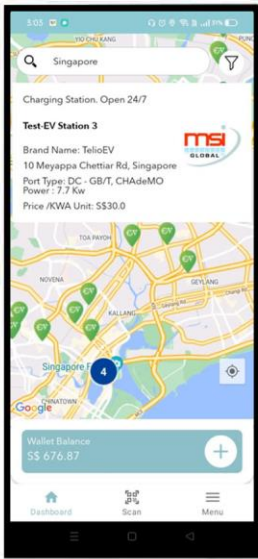 3:03
Singapore
Charging Station. Open 24/7
Test-EV Station 3
msi
GLOBAL
Brand Name: TelioEV
10 Meyappa Chettiar Rd, Singapore
Port Type: DC - GB/T, CHAdeMO
Power : 7.7 Kw
Price /KWA Unit: S$30.0
TOA PAYOH
NOVENA
GEYLANG
KALLANG
Singapore
4
CHINATOWN
Google
Wallet Balance
S$ 676.87
+
Dashboard
Scan
Menu